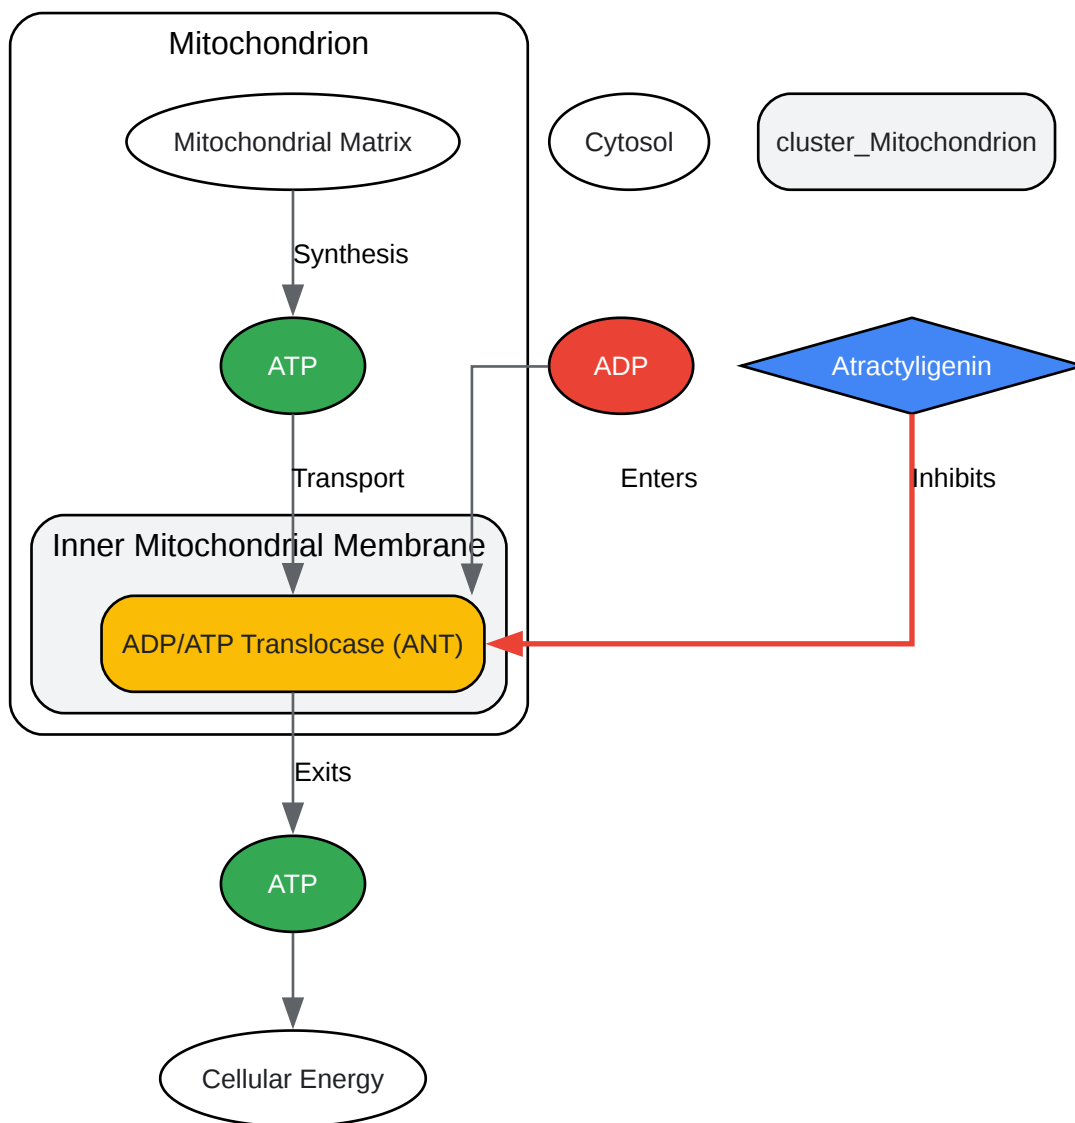 Mitochondrion
Mitochondrial Matrix
Cytosol
cluster_Mitochondrion
Synthesis
ATP
ADP
Atractyligenin
Transport
Enters
Inhibits
Inner Mitochondrial Membrane
ADP/ATP Translocase (ANT)
Exits
ATP
Cellular Energy